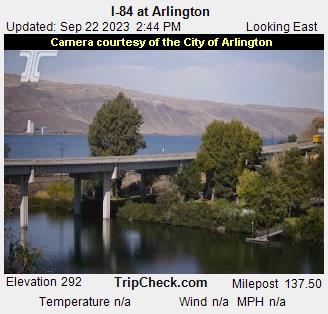 I-84 at Arlington
Updated: Sep 22 2023 2:44 PM Looking East
Camera courtesy of the City of Arlington
Elevation 292 TripCheck.com Milepost 137.50
Temperature n/a Wind n/a MPH n/a